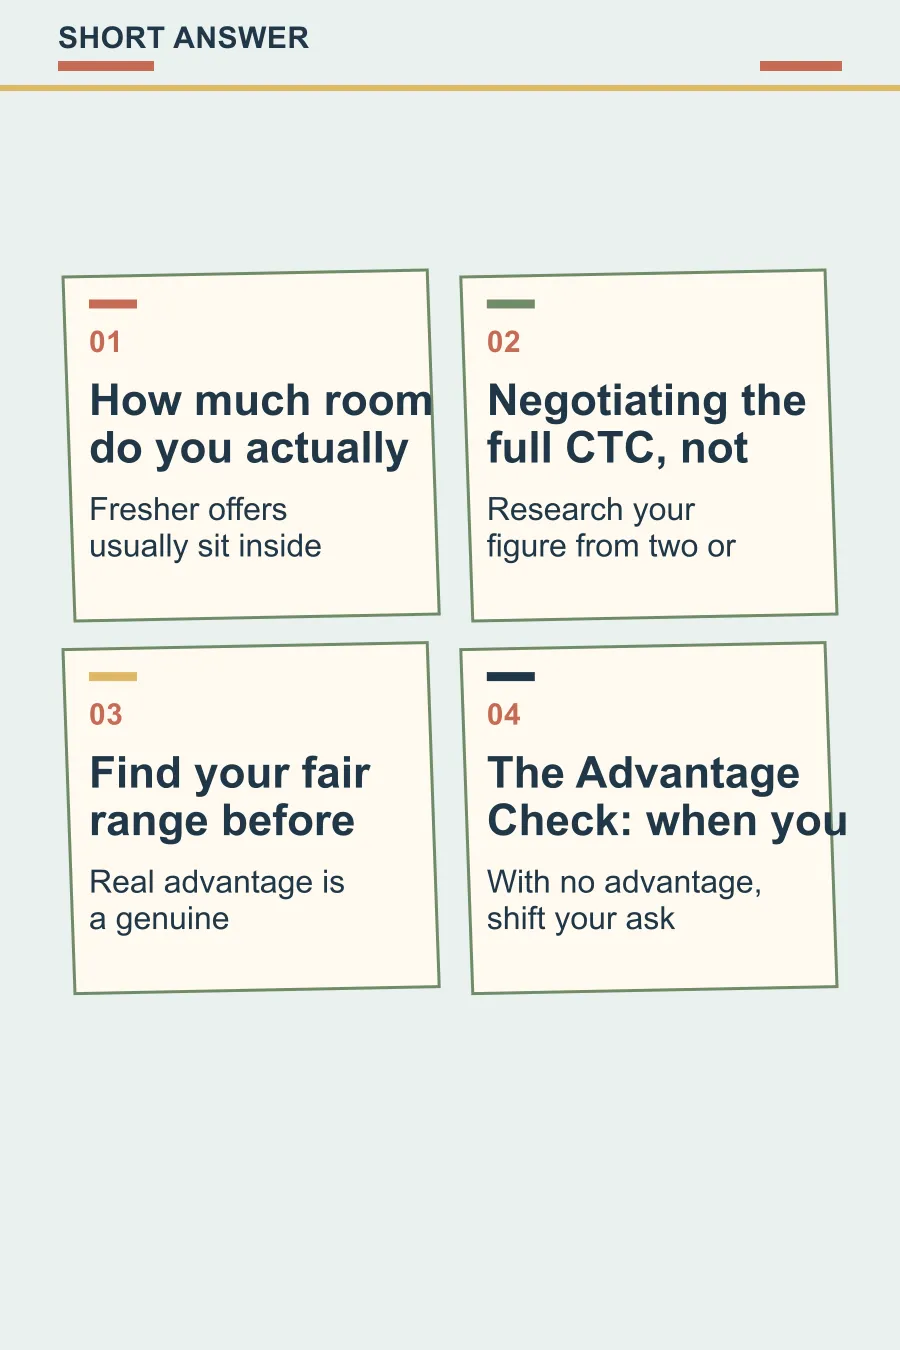 SHORT ANSWER
01
How much room
do you actually
Fresher offers
usually sit inside
02
Negotiating the
full CTC, not
Research your
figure from two or
03
Find your fair
range before
Real advantage is
a genuine
04
The Advantage
Check: when you
With no advantage,
shift your ask